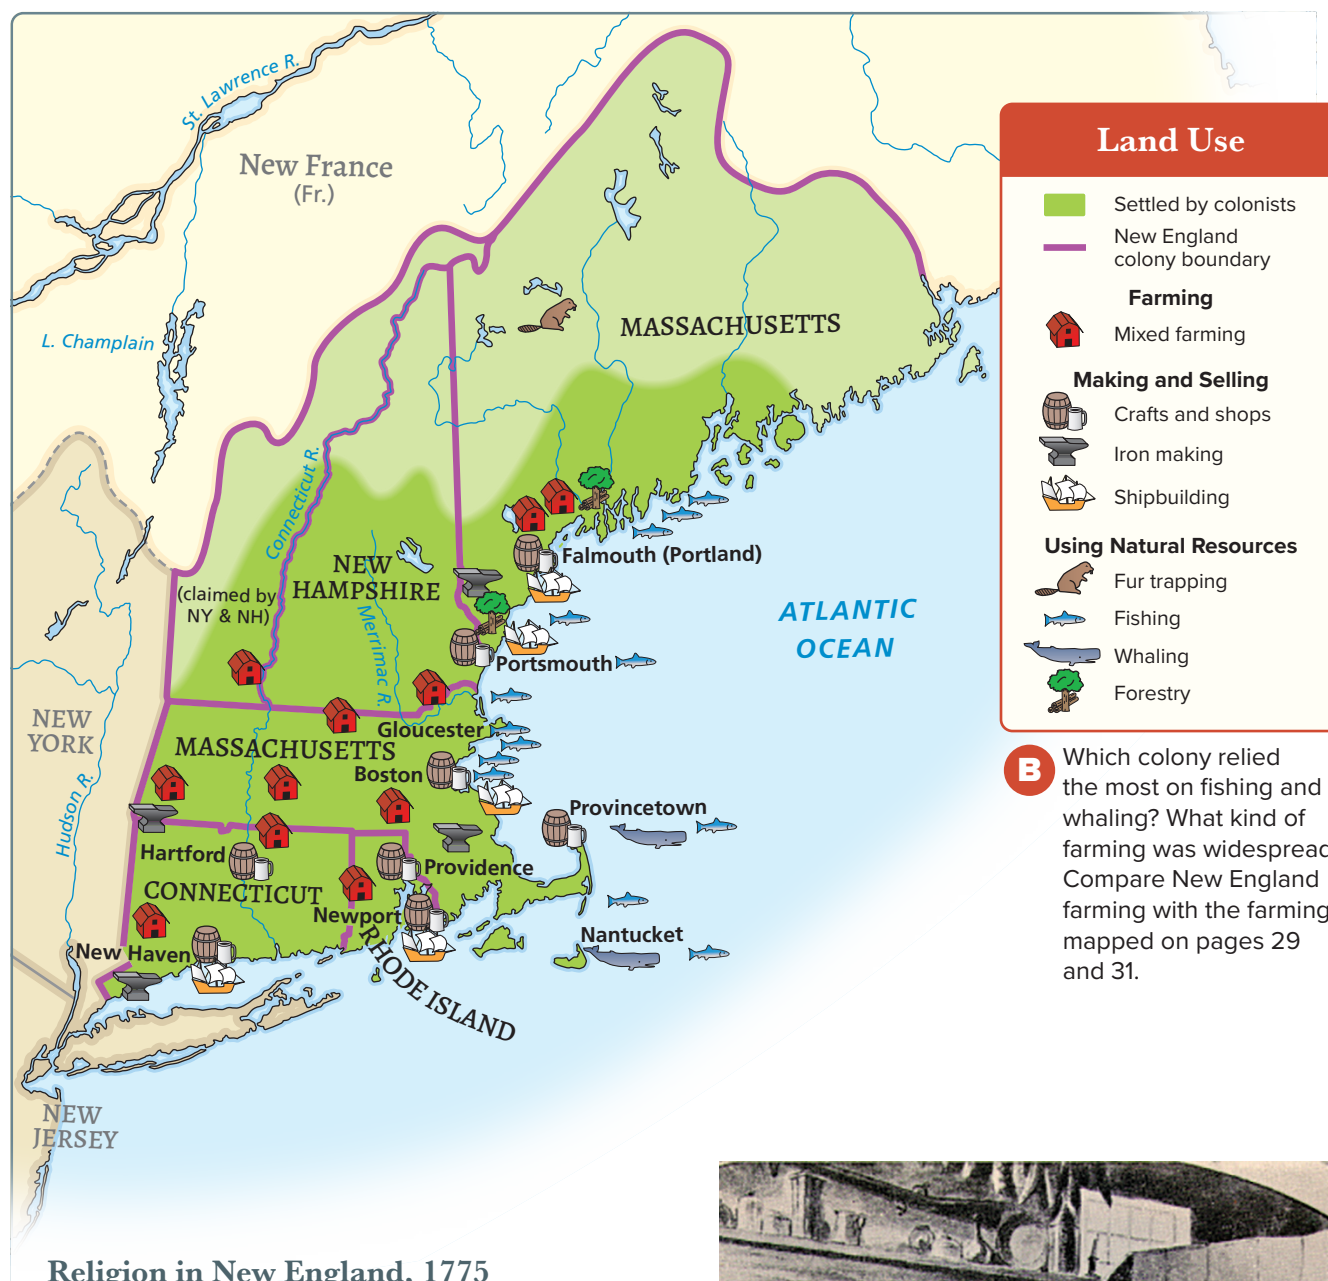 St. Lawrence R.
New France
(Fr.)
L. Champlain
MASSACHUSETTS
Connecticut R.
NEW
HAMPSHIRE
(claimed by
NY & NH)
Merrimac R.
Falmouth (Portland)
Portsmouth
ATLANTIC
OCEAN
NEW
YORK
Hudson R.
Gloucester
MASSACHUSETTS
Boston
Provincetown
Hartford
Providence
CONNECTICUT
Newport
New Haven
Nantucket
RHODE ISLAND
NEW
JERSEY
Land Use
Settled by colonists
New England
colony boundary
Farming
Mixed farming
Making and Selling
Crafts and shops
Iron making
Shipbuilding
Using Natural Resources
Fur trapping
Fishing
Whaling
Forestry
B
Which colony relied
the most on fishing and
whaling? What kind of
farming was widespread
Compare New England
farming with the farming
mapped on pages 29
and 31.
Religion in New England, 1775